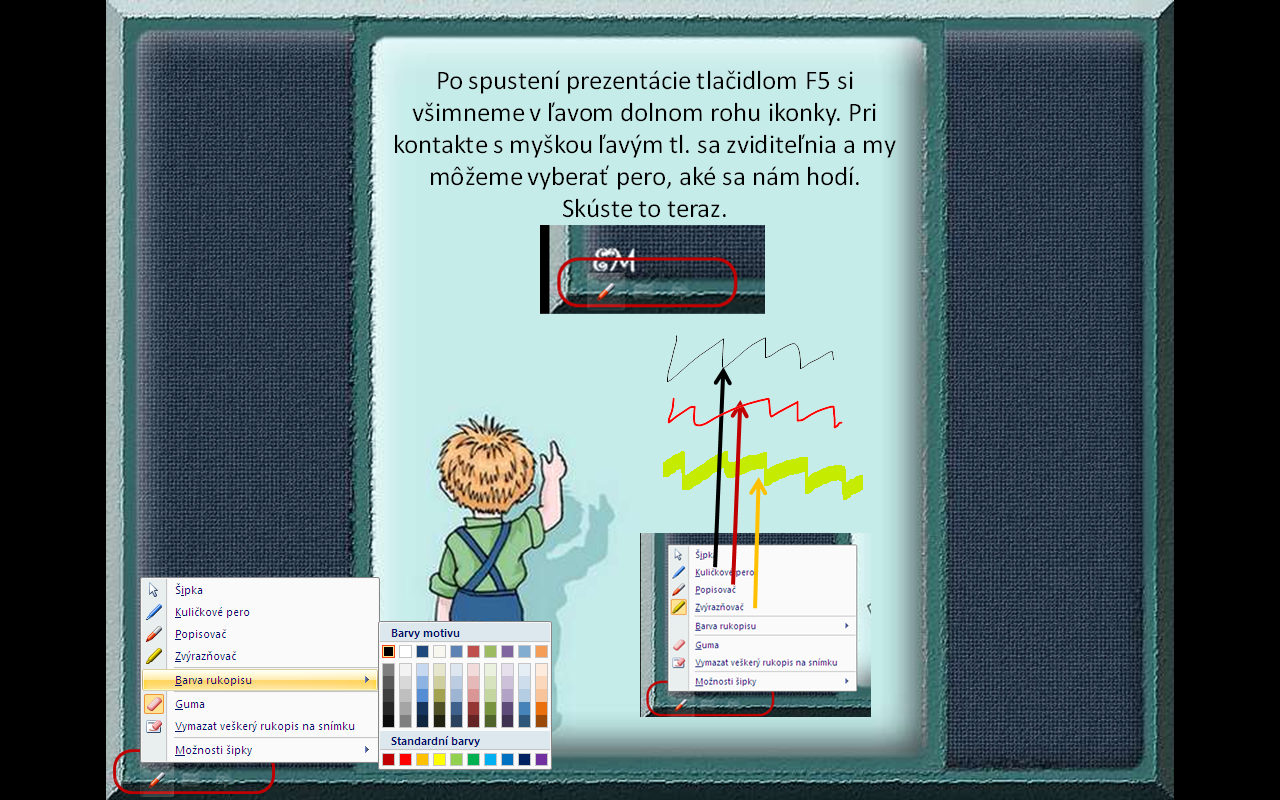 Po spustení prezentácie tlačidlom F5 si
všimneme v ľavom dolnom rohu ikonky. Pri
kontakte s myškou ľavým tl. sa zviditeľnia a my
môžeme vyberať pero, aké sa nám hodí.
Skúste to teraz.
Šipka
Kuličkové pero
Popisovač
Zvýrazňovač
Barva rukopisu
Guma
Vymazat veškerý rukopis na snímku
Možnosti šipky
Šipka
Kuličkové pero
Popisovač
Zvýrazňovač
Barva rukopisu
Guma
Vymazat veškerý rukopis na snímku
Možnosti šipky
Barvy motivu
Standardní barvy